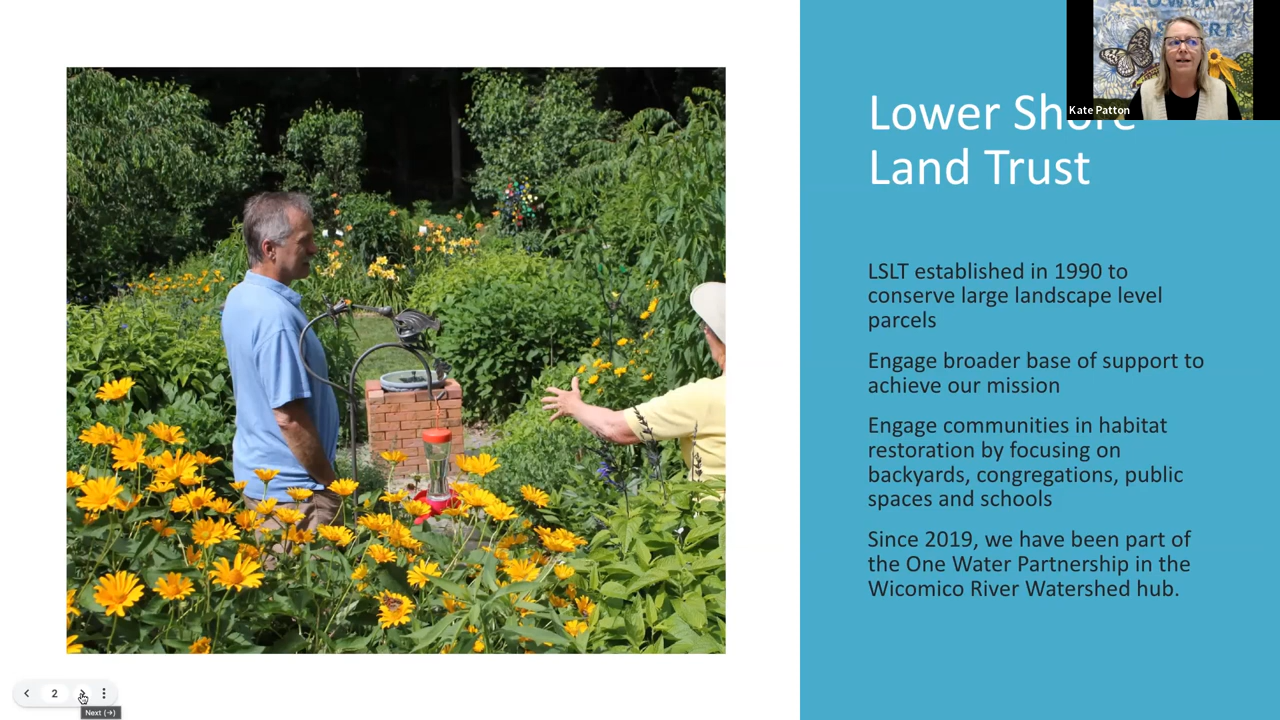 LOWER
SHORE
Kate Patton
Lower Shore
Land Trust
LSLT established in 1990 to
conserve large landscape level
parcels
Engage broader base of support to
achieve our mission
Engage communities in habitat
restoration by focusing on
backyards, congregations, public
spaces and schools
Since 2019, we have been part of
the One Water Partnership in the
Wicomico River Watershed hub.
2
Next (→)